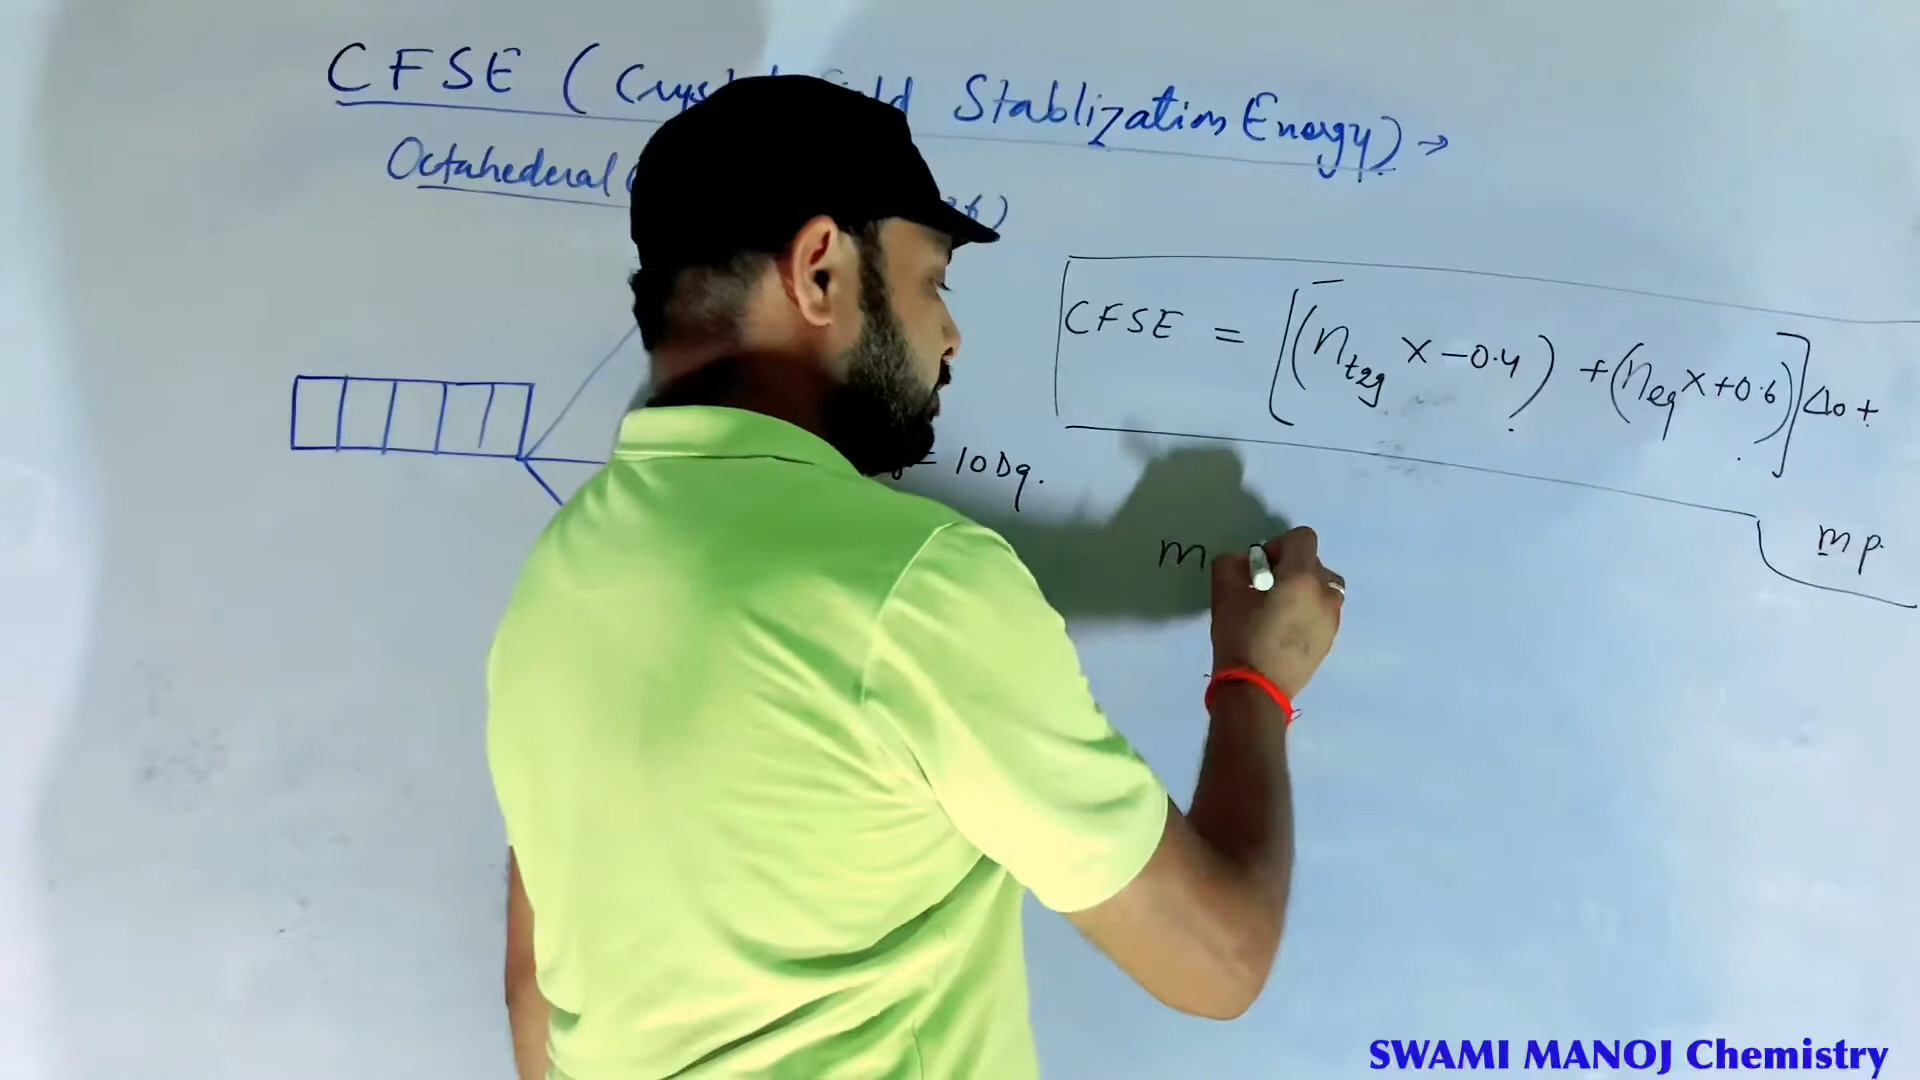 CFSE (Crystal Field Stablization Energy) →
Octahederal (
CFSE = [(n t2g × -0.4) + (n eg × +0.6)] Δo +
m p.
= 10 Dq.
m
SWAMI MANOJ Chemistry